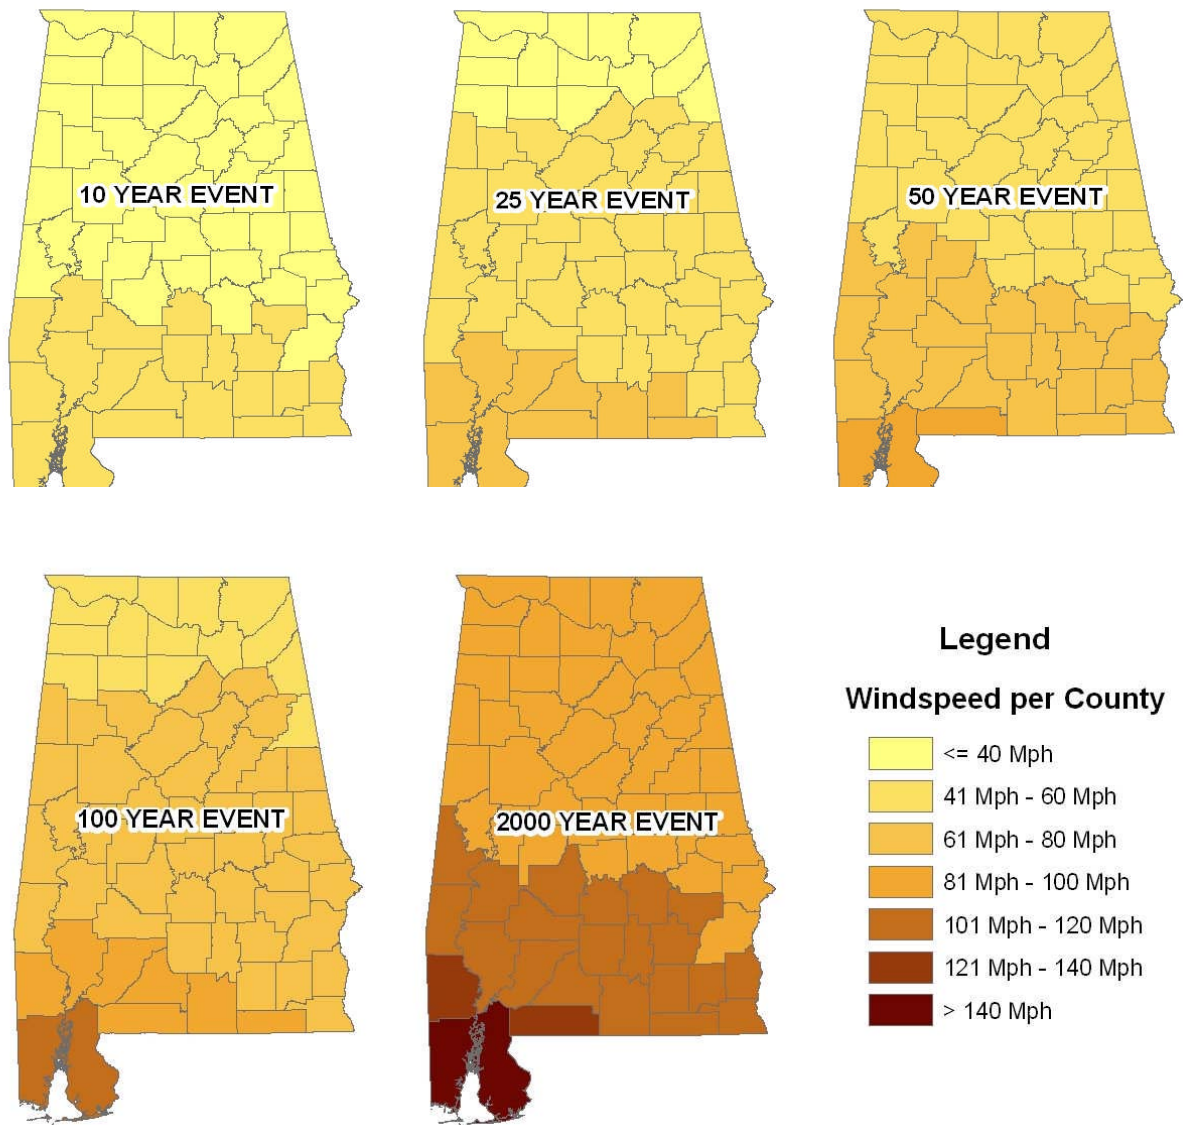 10 YEAR EVENT
25 YEAR EVENT
50 YEAR EVENT
100 YEAR EVENT
2000 YEAR EVENT
Legend
Windspeed per County
<= 40 Mph
41 Mph - 60 Mph
61 Mph - 80 Mph
81 Mph - 100 Mph
101 Mph - 120 Mph
121 Mph - 140 Mph
> 140 Mph